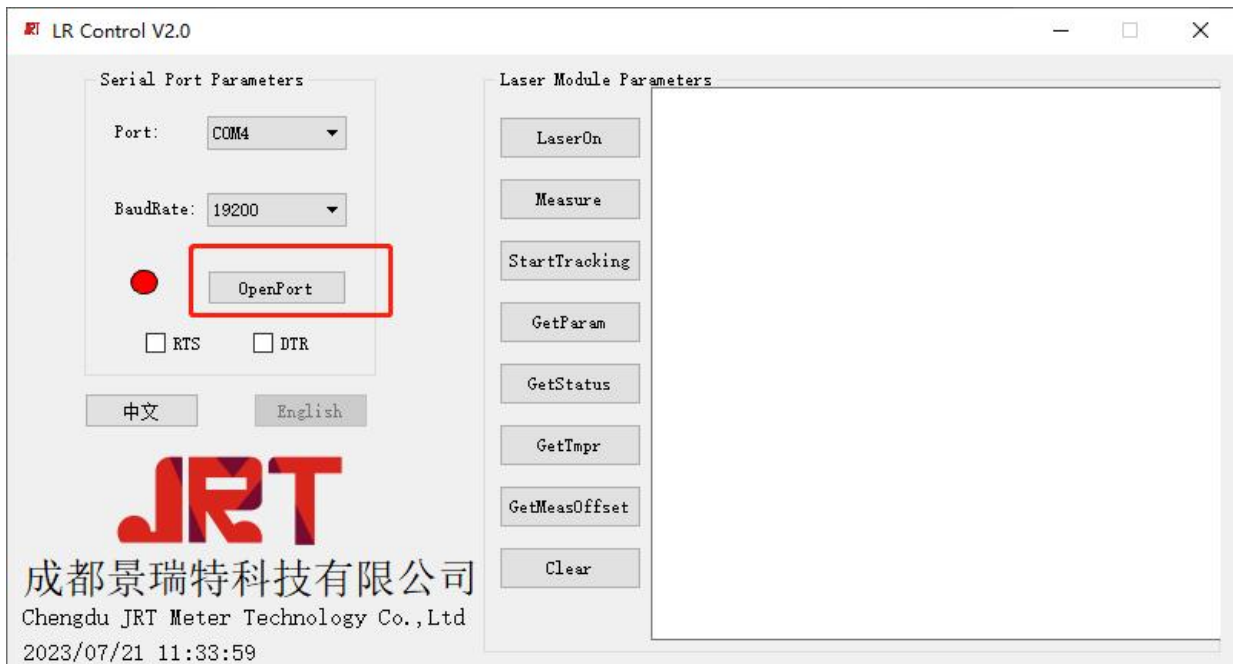 JRT LR Control V2.0
Serial Port Parameters
Port: COM4
BaudRate: 19200
OpenPort
RTS DTR
中文 English
JRT
成都景瑞特科技有限公司
Chengdu JRT Meter Technology Co.,Ltd
2023/07/21 11:33:59
Laser Module Parameters
LaserOn
Measure
StartTracking
GetParam
GetStatus
GetTmpr
GetMeasOffset
Clear